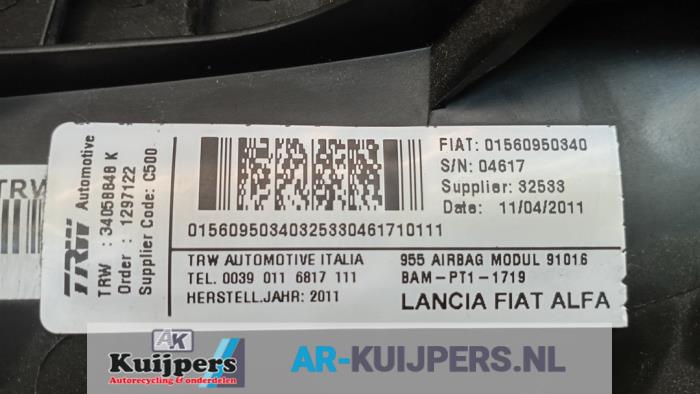 TRW
TRW Automotive
TRW : 34058848 K
Order : 1297122
Supplier Code: C500
FIAT: 01560950340
S/N: 04617
Supplier: 32533
Date: 11/04/2011
01560950340325330461710111
TRW AUTOMOTIVE ITALIA
TEL. 0039 011 6817 111
HERSTELL.JAHR: 2011
955 AIRBAG MODUL 91016
BAM-PT1-1719
LANCIA FIAT ALFA
AK
Kuijpers
Autorecycling & onderdelen
AR-KUIJPERS.NL